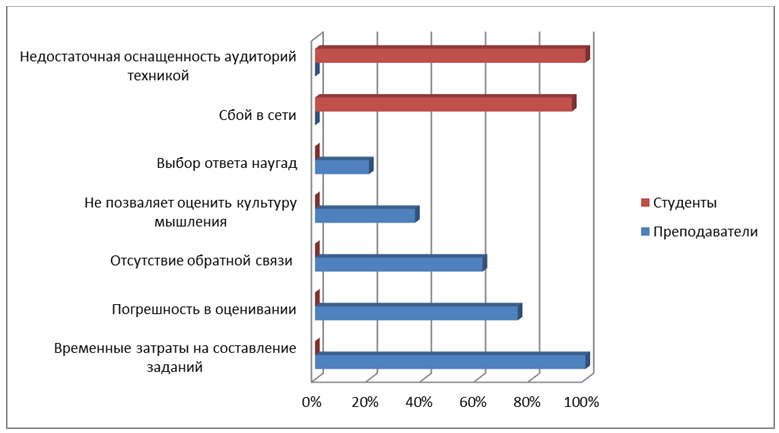 Недостаточная оснащенность аудиторий
техникой
Сбой в сети
Выбор ответа наугад
Не позваляет оценить культуру
мышления
Отсутствие обратной связи
Погрешность в оценивании
Временные затраты на составление
заданий
0% 20% 40% 60% 80% 100%
Студенты
Преподаватели